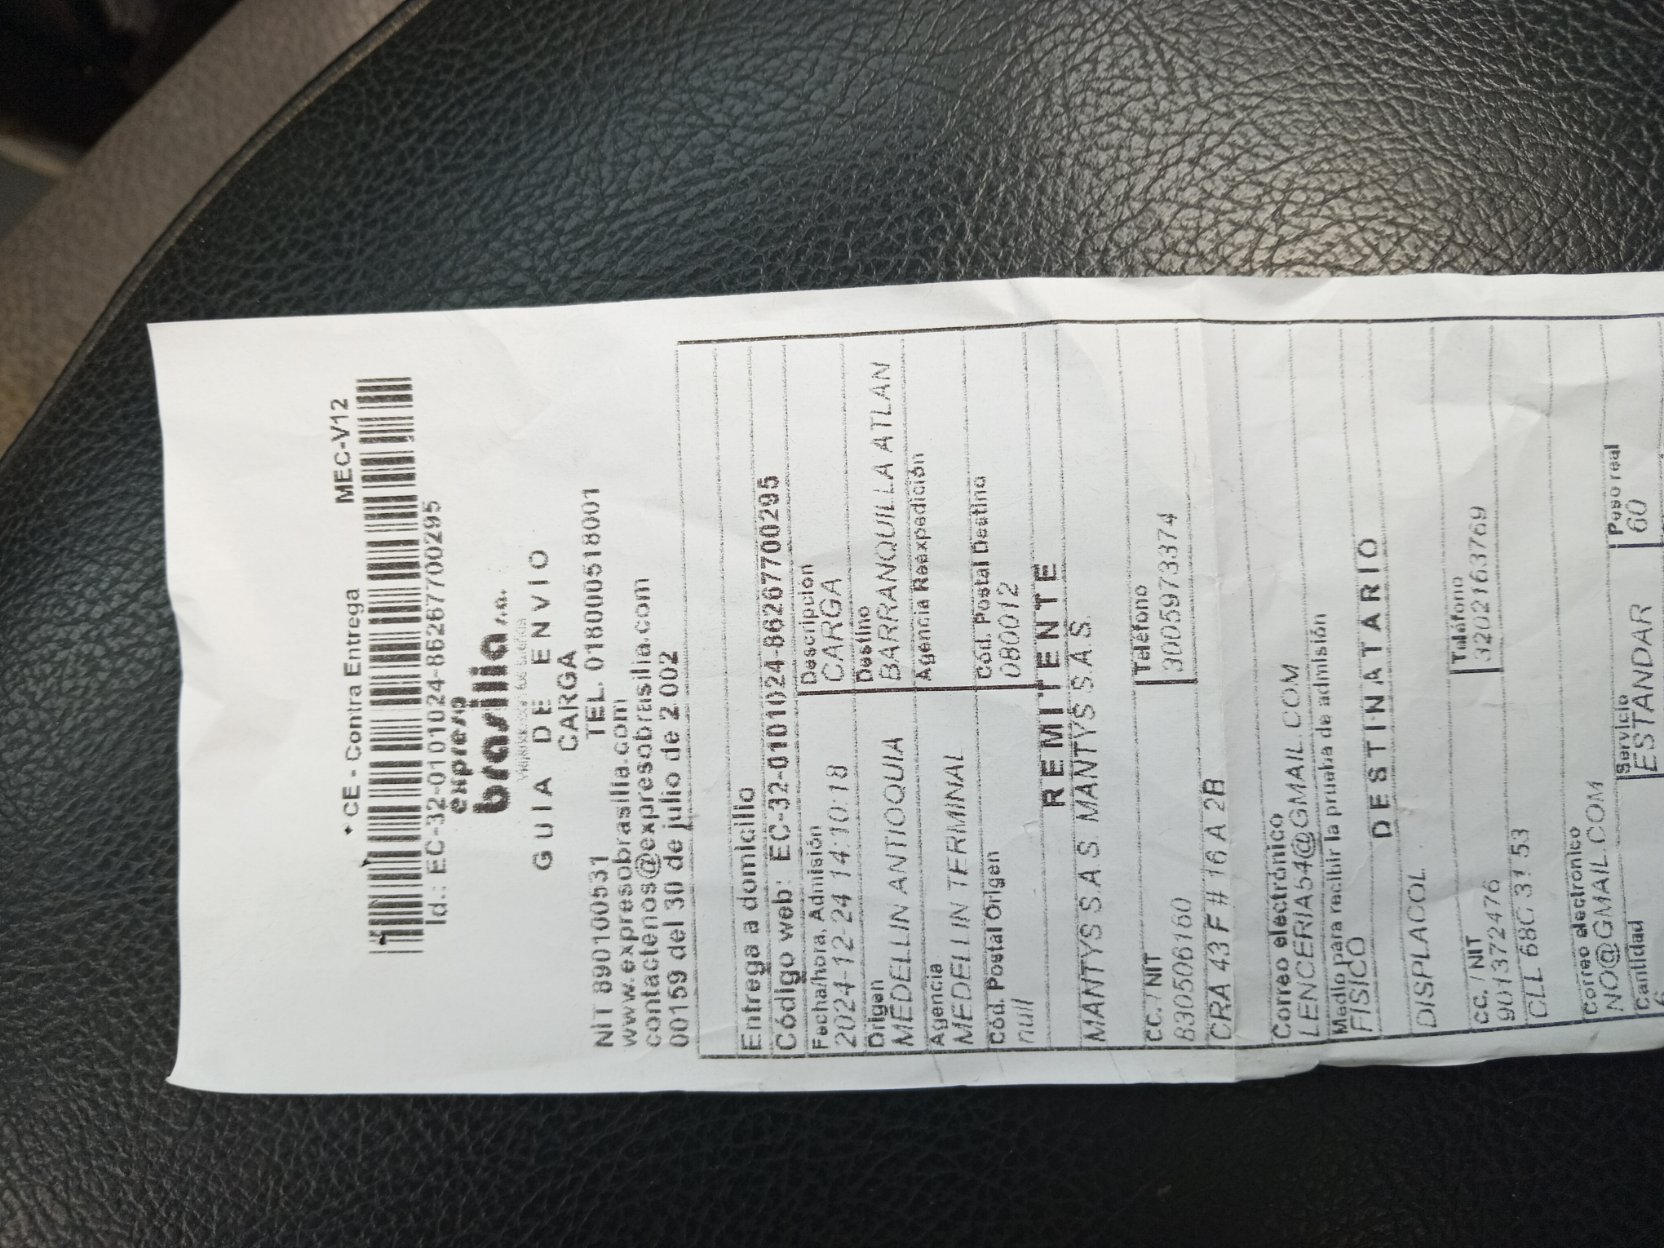 * CE - Contra Entrega MEC-V12
Id.: EC-32-0101024-86267700295
expreso
brasilia s.a.
GUIA DE ENVIO
CARGA
NIT 890100531 TEL. 018000518001
www.expresobrasilia.com
contactenos@expresobrasilia.com
00159 del 30 de julio de 2002
Entrega a domicilio
Código web: EC-32-0101024-86267700295
Fecha/hora, Admisión Descripción
2024-12-24 14:10:18 CARGA
Origen Destino
MEDELLIN ANTIOQUIA BARRANQUILLA ATLAN
Agencia Agencia Reexpedición
MEDELLIN TERMINAL
Cód. Postal Origen Cód. Postal Destino
null 080012
REMITENTE
MANTYS S.A.S. MANTYS S.A.S.
CC. / NIT Teléfono
830506160 3005973374
CRA 43 F # 16 A 2B
Correo electrónico
LENCERIA54@GMAIL.COM
Medio para recibir la prueba de admisión
FISICO
DESTINATARIO
DISPLACOL
CC. / NIT Teléfono
901372476 3202163769
CLL 68C 31 53
Correo electrónico
NO@GMAIL.COM
Cantidad Servicio Peso real
ESTANDAR 60